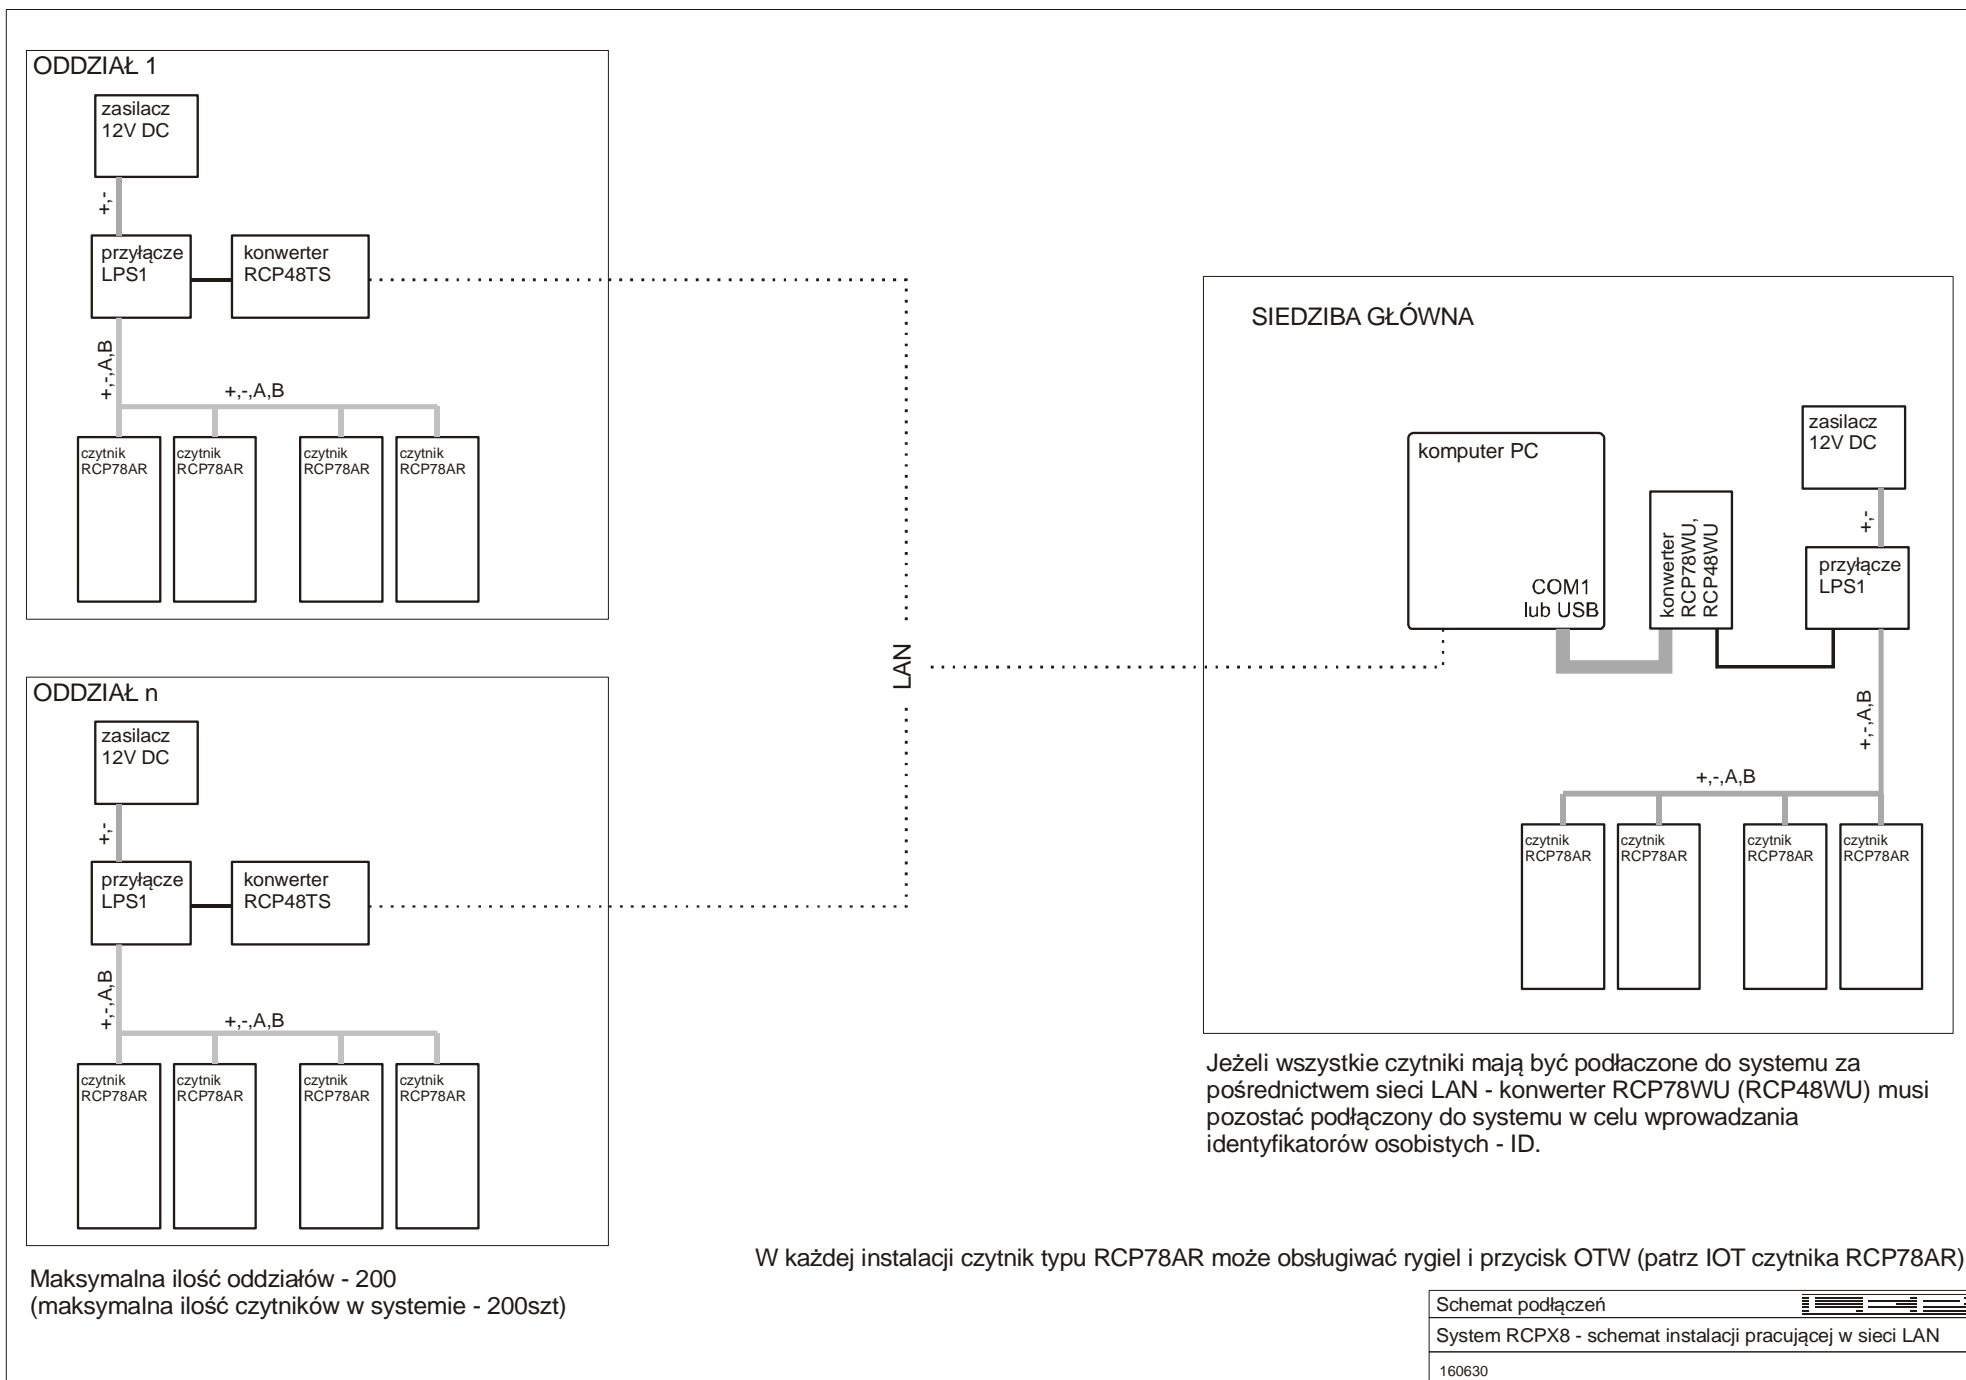 ODDZIAŁ 1
zasilacz
12V DC
+,-
przyłącze
LPS1
konwerter
RCP48TS
+,-,A,B
+,-,A,B
czytnik
RCP78AR
czytnik
RCP78AR
czytnik
RCP78AR
czytnik
RCP78AR
ODDZIAŁ n
zasilacz
12V DC
+,-
przyłącze
LPS1
konwerter
RCP48TS
+,-,A,B
+,-,A,B
czytnik
RCP78AR
czytnik
RCP78AR
czytnik
RCP78AR
czytnik
RCP78AR
Maksymalna ilość oddziałów - 200
(maksymalna ilość czytników w systemie - 200szt)
LAN
SIEDZIBA GŁÓWNA
komputer PC
COM1
lub USB
konwerter
RCP78WU,
RCP48WU
zasilacz
12V DC
+,-
przyłącze
LPS1
+,-,A,B
+,-,A,B
czytnik
RCP78AR
czytnik
RCP78AR
czytnik
RCP78AR
czytnik
RCP78AR
Jeżeli wszystkie czytniki mają być podłaczone do systemu za
pośrednictwem sieci LAN - konwerter RCP78WU (RCP48WU) musi
pozostać podłączony do systemu w celu wprowadzania
identyfikatorów osobistych - ID.
W każdej instalacji czytnik typu RCP78AR może obsługiwać rygiel i przycisk OTW (patrz IOT czytnika RCP78AR)
Schemat podłączeń
System RCPX8 - schemat instalacji pracującej w sieci LAN
160630